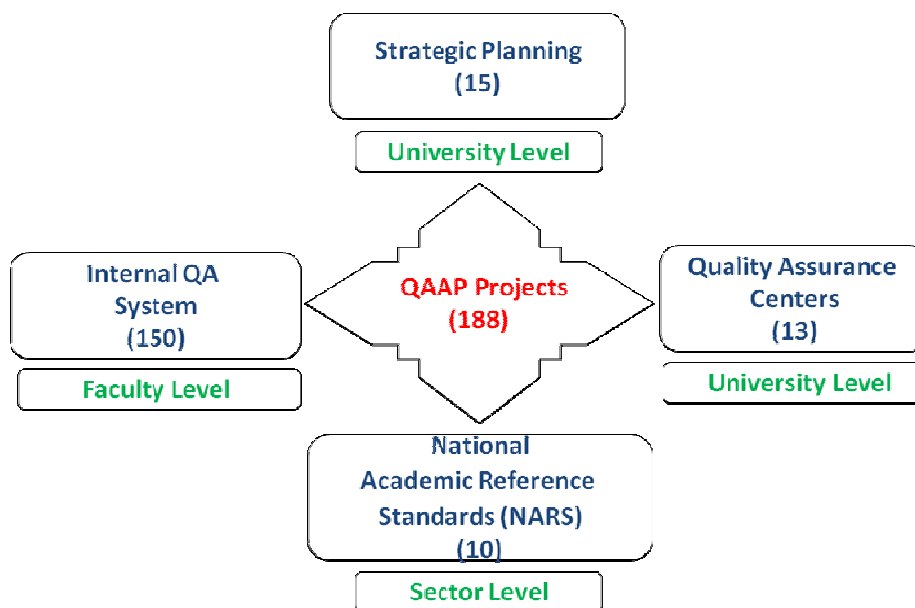 Strategic Planning
(15)
University Level
Internal QA
System
(150)
Faculty Level
QAAP Projects
(188)
Quality Assurance
Centers
(13)
University Level
National
Academic Reference
Standards (NARS)
(10)
Sector Level